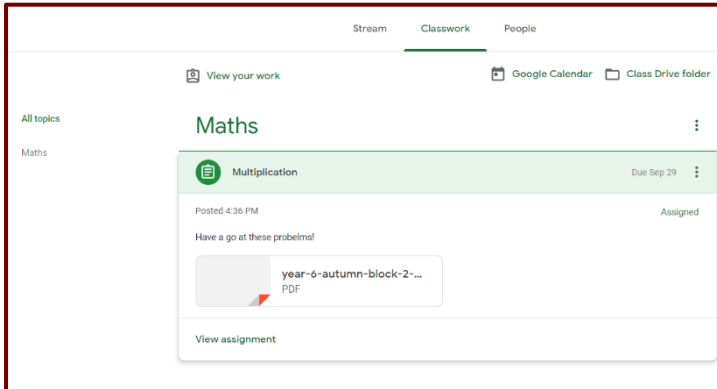 Stream Classwork People
View your work Google Calendar Class Drive folder
All topics
Maths
Maths
Multiplication Due Sep 29
Posted 4:36 PM Assigned
Have a go at these probelms!
year-6-autumn-block-2-...
PDF
View assignment